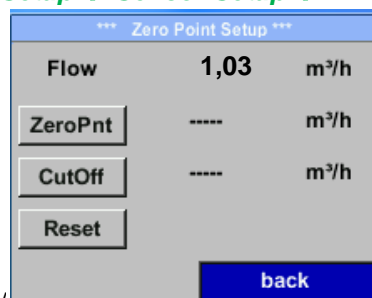 *** Zero Point Setup ***
Flow 1,03 m³/h
ZeroPnt ----- m³/h
CutOff ----- m³/h
Reset
back